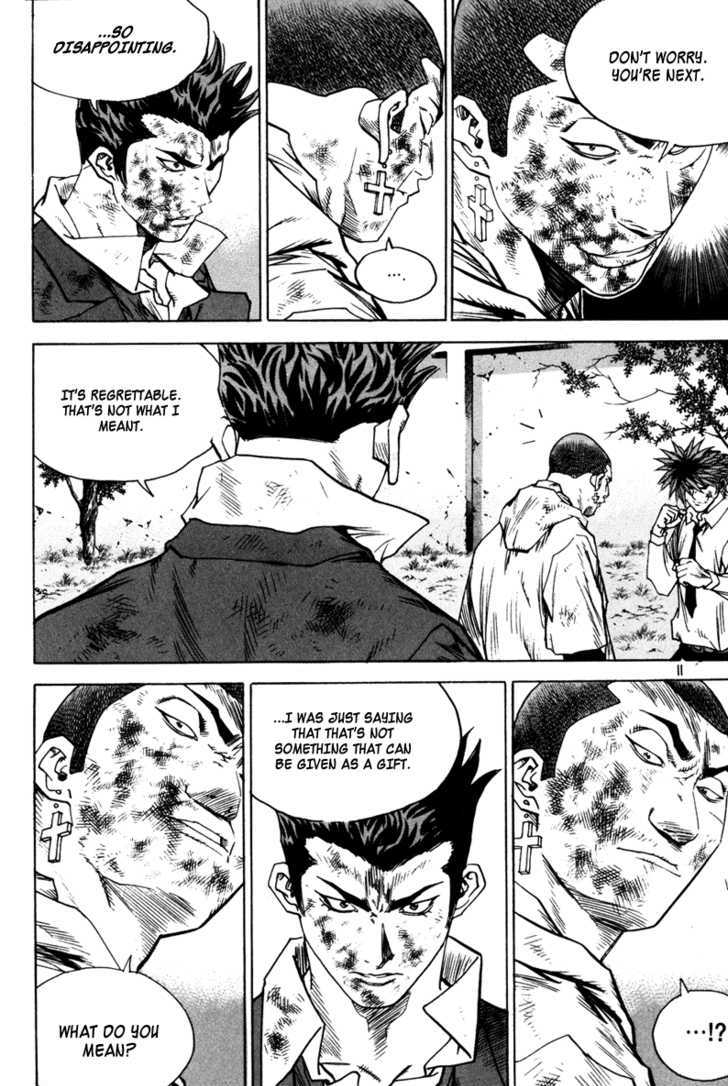 ...SO
DISAPPOINTING.
....
DON'T WORRY.
YOU'RE NEXT.
IT'S REGRETTABLE.
THAT'S NOT WHAT I
MEANT.
WHAT DO YOU
MEAN?
...I WAS JUST SAYING
THAT THAT'S NOT
SOMETHING THAT CAN
BE GIVEN AS A GIFT.
...!?